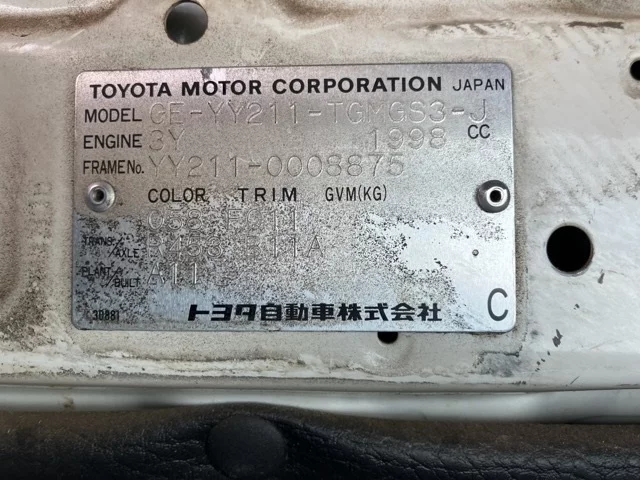 TOYOTA MOTOR CORPORATION JAPAN
MODEL GE-YY211-TGMGS3-J
ENGINE 3Y 1998 CC
FRAME No. YY211-0008875
COLOR TRIM GVM(KG)
TRANS./AXLE
PLANT/BUILT A11
トヨタ自動車株式会社 C